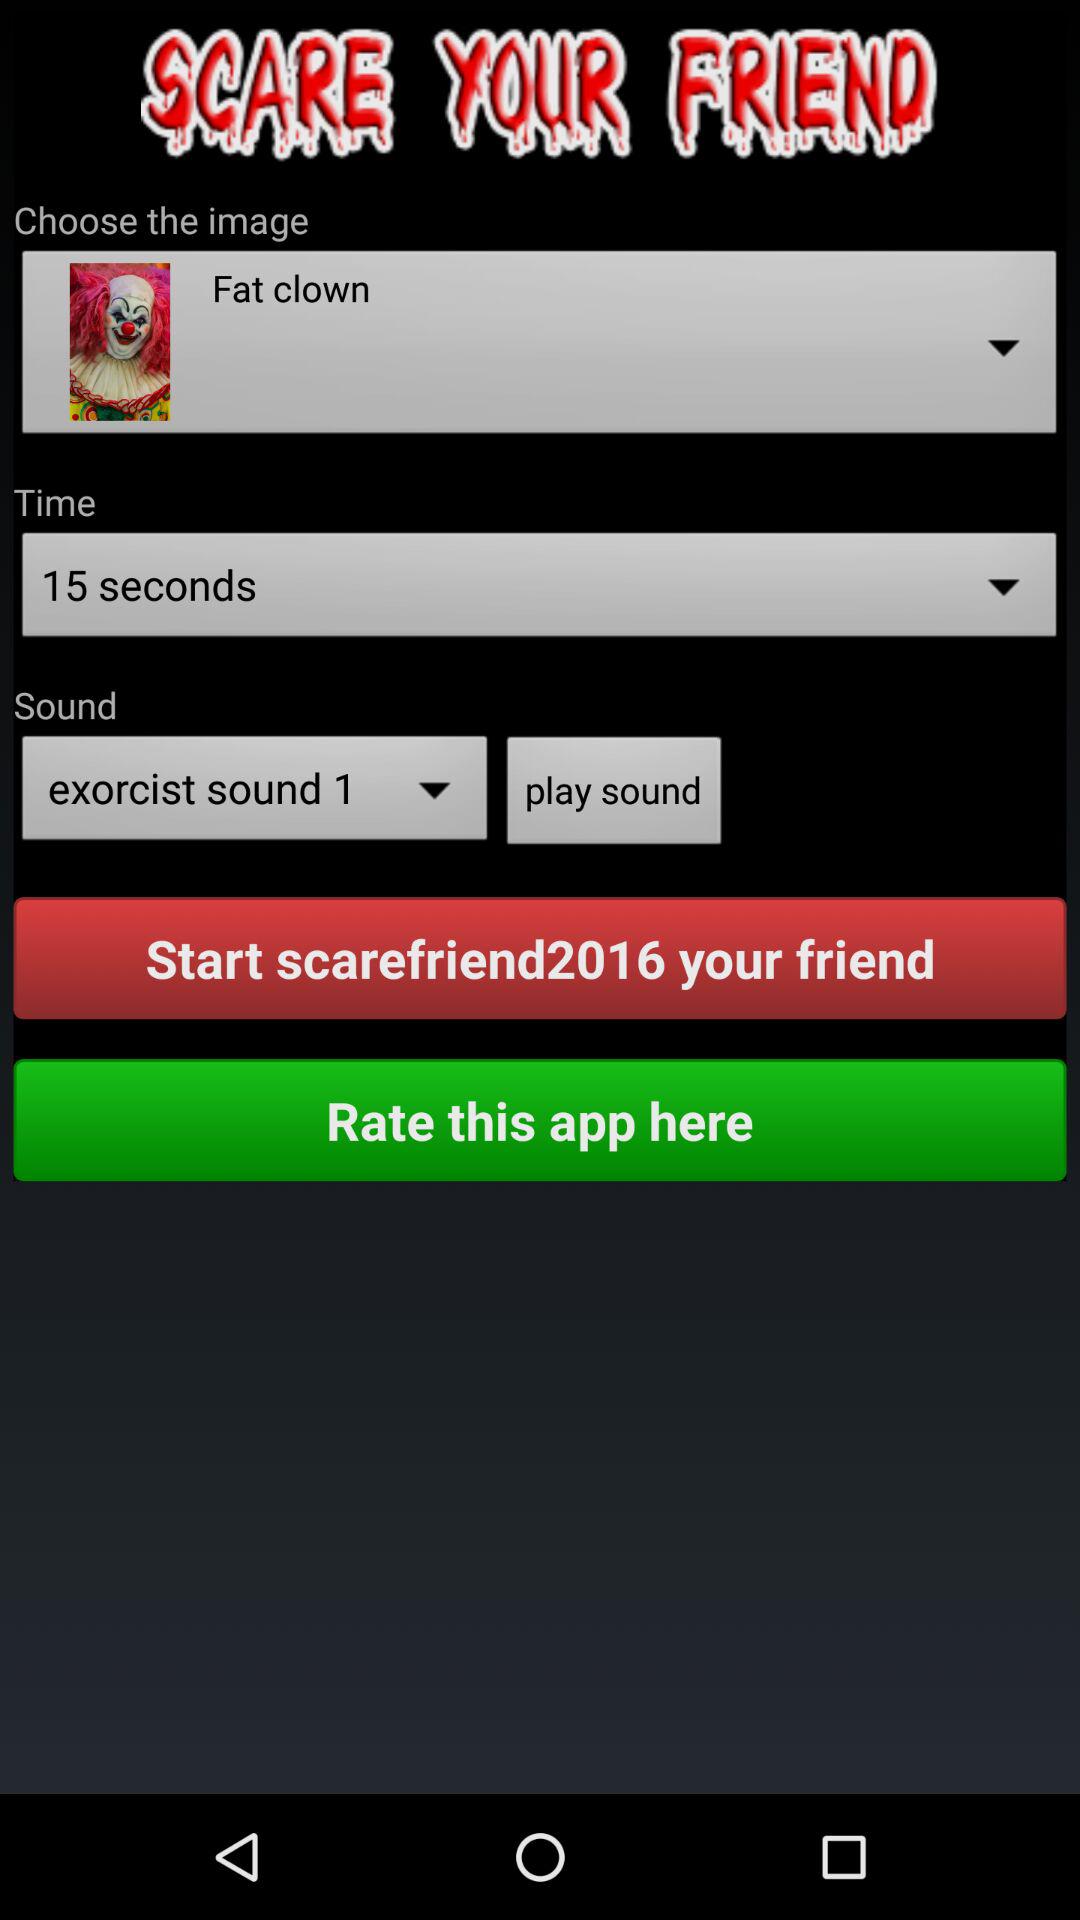 SCARE YOUR FRIEND
Choose the image
Fat clown
Time
15 seconds
Sound
exorcist sound 1
play sound
Start scarefriend2016 your friend
Rate this app here